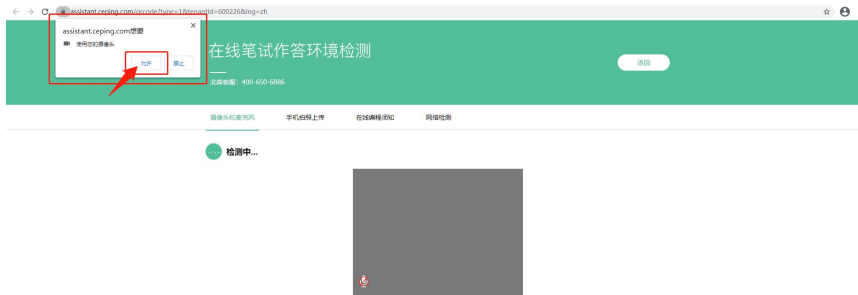 assistant.ceping.com/qrcode?type=1&tenantId=600226&lng=zh
assistant.ceping.com想要
使用您的摄像头
允许 禁止
在线笔试作答环境检测
北森客服: 400-650-6886
返回
摄像头和麦克风 手机拍照上传 在线编程须知 网络检测
检测中...